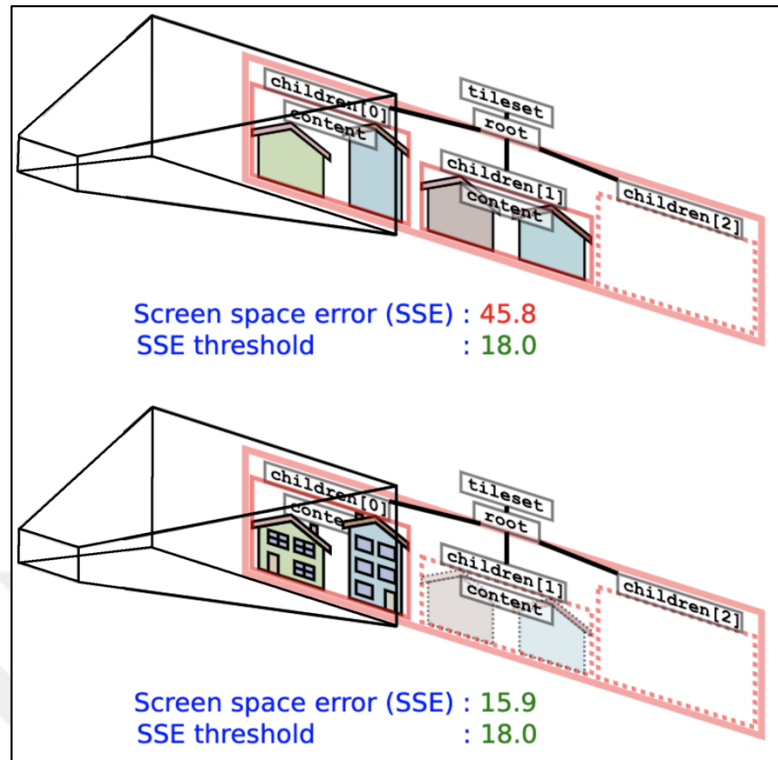 tileset
children[0]
root
content
children[1]
content
children[2]
Screen space error (SSE) : 45.8
SSE threshold : 18.0
tileset
children[0]
root
conte
children[1]
content
children[2]
Screen space error (SSE) : 15.9
SSE threshold : 18.0